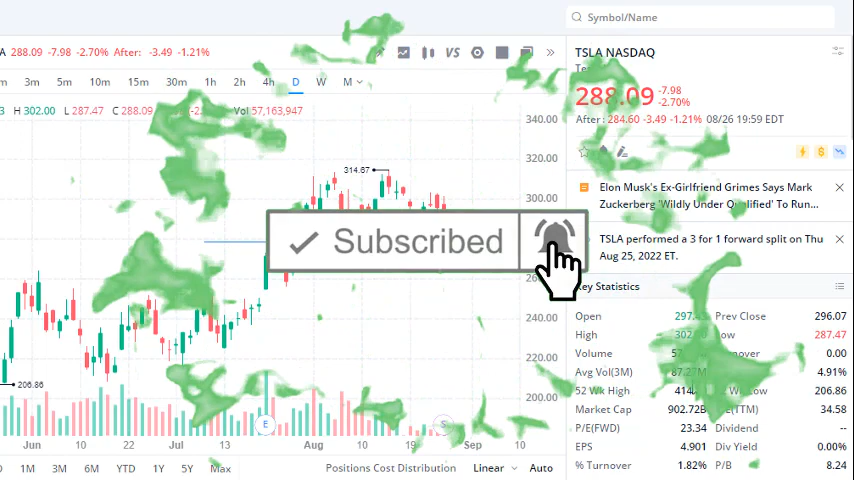 Symbol/Name
A 288.09 -7.98 -2.70% After: -3.49 -1.21%
VS
TSLA NASDAQ
3m 5m 10m 15m 30m 1h 2h 4h D W M
288.09 -7.98
-2.70%
H 302.00 L 287.47 C 288.09 Vol 57,163,947
After: 284.60 -3.49 -1.21% 08/26 19:59 EDT
340.00
320.00
314.67
300.00
Elon Musk's Ex-Girlfriend Grimes Says Mark
Zuckerberg 'Wildly Under Qualified' To Run...
Subscribed
TSLA performed a 3 for 1 forward split on Thu
Aug 25, 2022 ET.
Key Statistics
240.00
220.00
200.00
206.86
Open Prev Close 296.07
High Low 287.47
Volume 0.00
Avg Vol(3M) 87.27M 4.91%
52 Wk High 206.86
Market Cap 902.72B 34.58
P/E(FWD) 23.34 Dividend --
EPS 4.901 Div Yield 0.00%
% Turnover 1.82% P/B 8.24
E
S
Jun 10 22 Jul 13 Aug 10 Sep 10
1M 3M 6M YTD 1Y 5Y Max Positions Cost Distribution Linear Auto